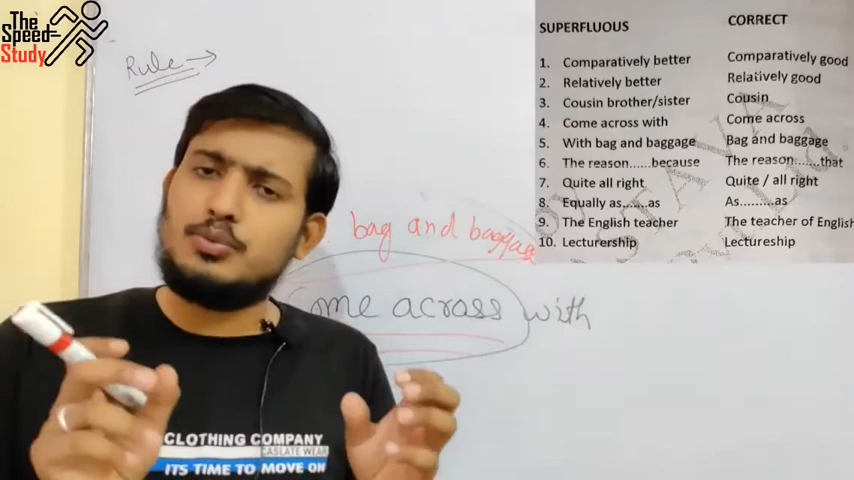 The
Speed
Study
Rule →
bag and baggage
ome across with
SUPERFLUOUS CORRECT
1. Comparatively better Comparatively good
2. Relatively better Relatively good
3. Cousin brother/sister Cousin
4. Come across with Come across
5. With bag and baggage Bag and baggage
6. The reason......because The reason.......that
7. Quite all right Quite / all right
8. Equally as.......as As..........as
9. The English teacher The teacher of English
10. Lecturership Lectureship
CLOTHING COMPANY
ITS TIME TO MOVE ON